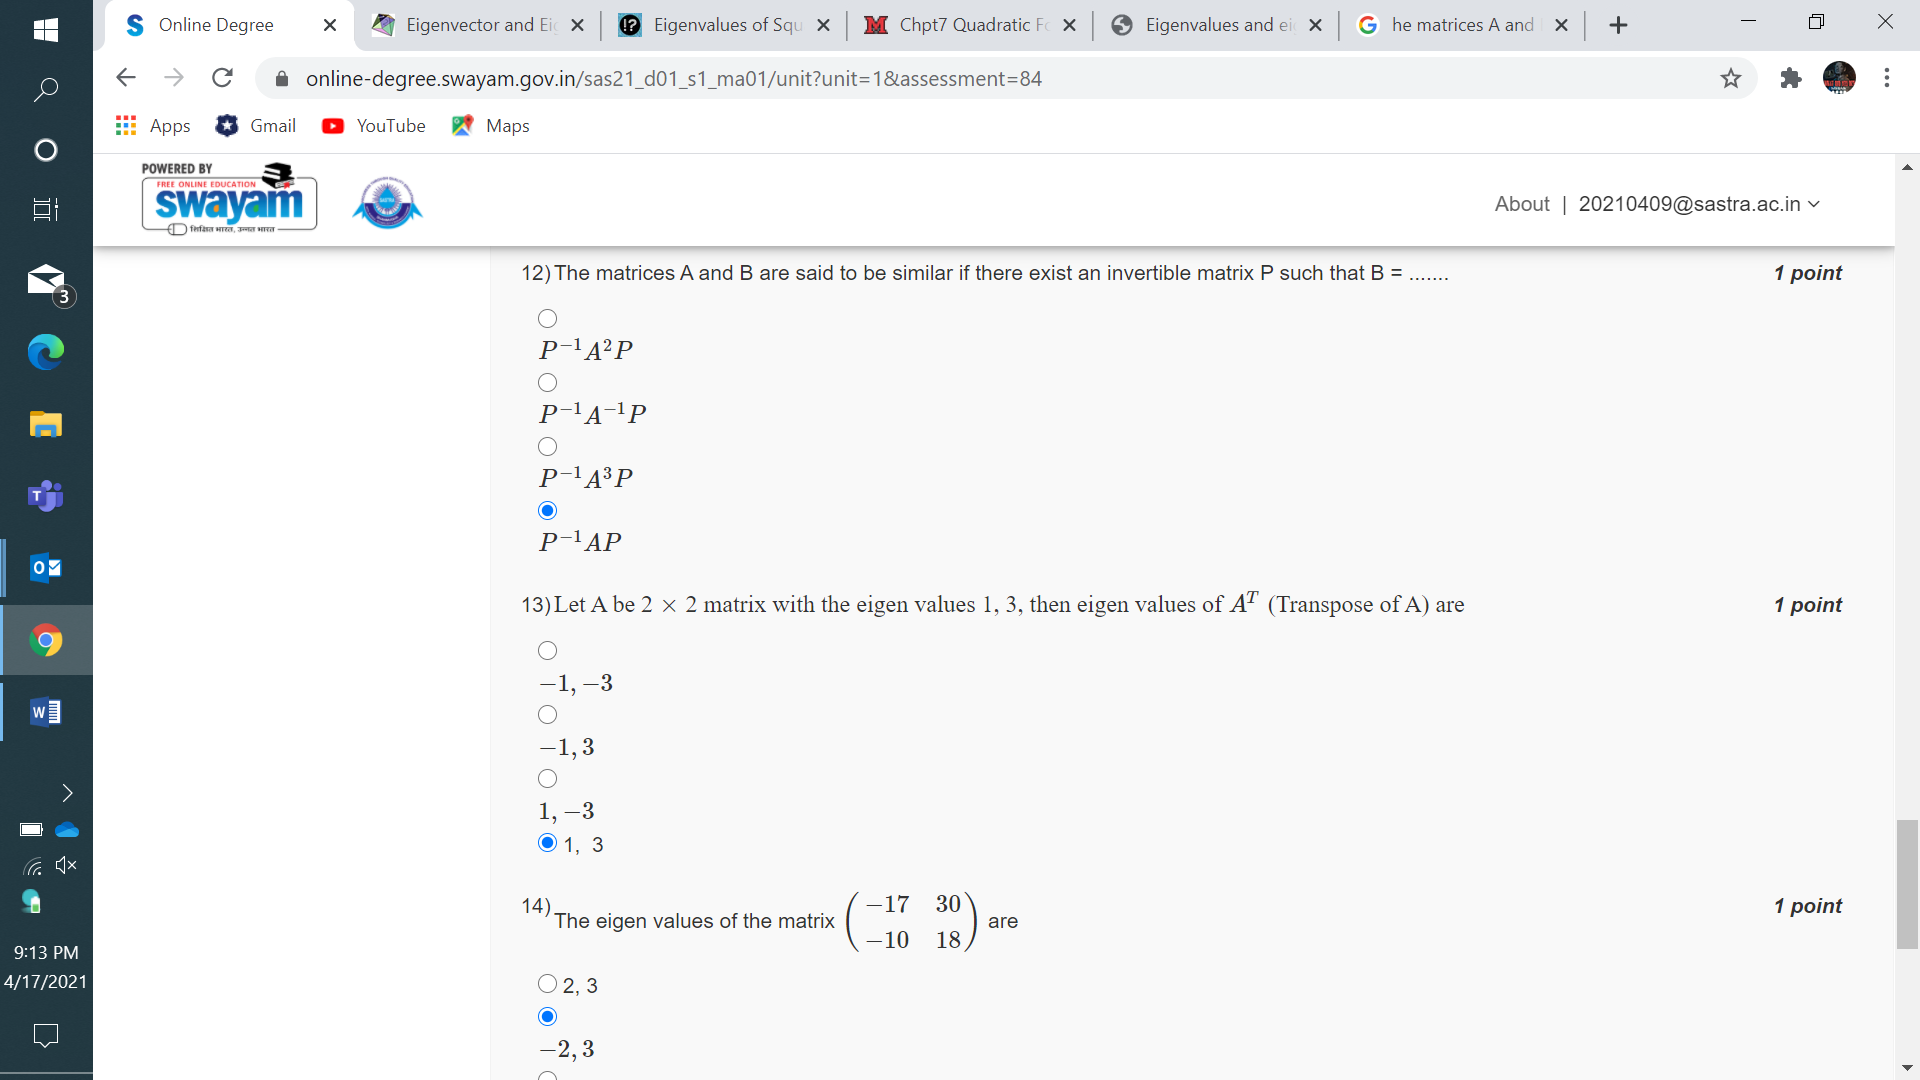 Online Degree
Eigenvector and Ei
Eigenvalues of Squ
Chpt7 Quadratic Fo
Eigenvalues and ei
he matrices A and
online-degree.swayam.gov.in/sas21_d01_s1_ma01/unit?unit=1&assessment=84
Apps
Gmail
YouTube
Maps
POWERED BY
FREE ONLINE EDUCATION
swayam
शिक्षित भारत, उन्नत भारत
About | 20210409@sastra.ac.in
12) The matrices A and B are said to be similar if there exist an invertible matrix P such that B = .......
1 point
P⁻¹A²P
P⁻¹A⁻¹P
P⁻¹A³P
P⁻¹AP
13) Let A be 2 × 2 matrix with the eigen values 1, 3, then eigen values of Aᵀ (Transpose of A) are
1 point
−1, −3
−1, 3
1, −3
1, 3
14) The eigen values of the matrix (−17 30
−10 18) are
1 point
2, 3
−2, 3
3
9:13 PM
4/17/2021